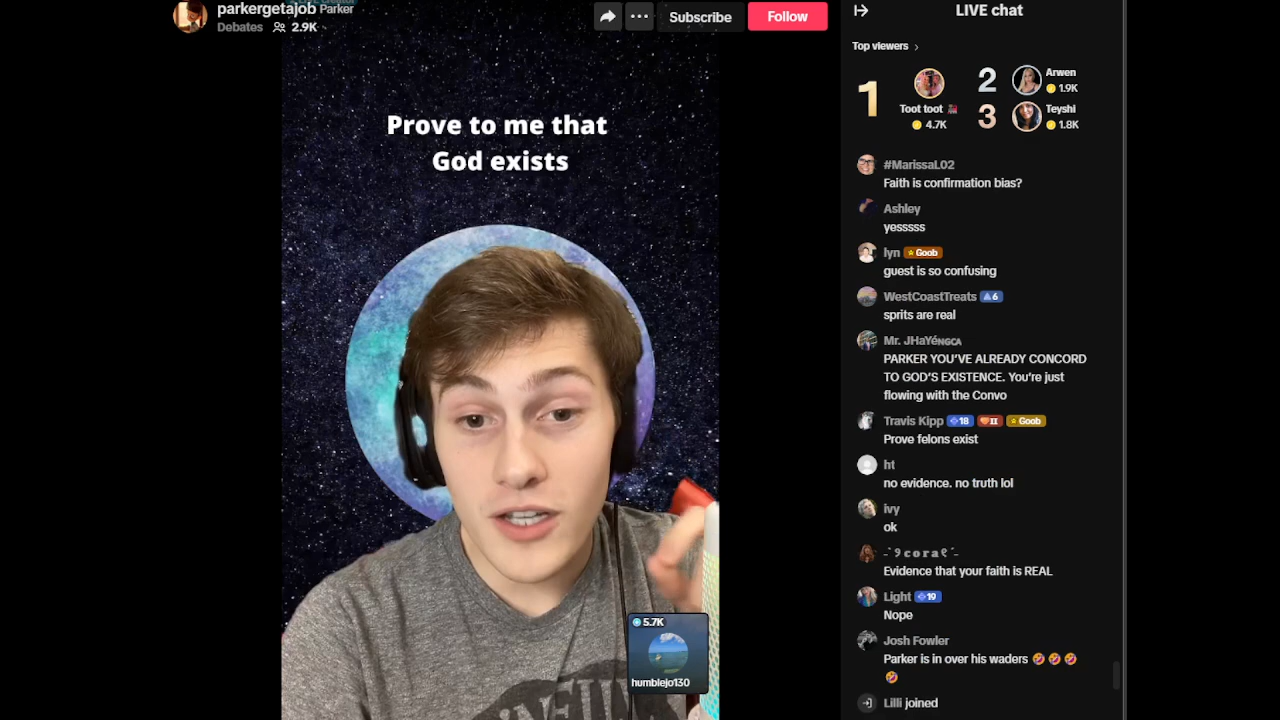 parkergetajob Parker
Debates 2.9K
Subscribe
Follow
Prove to me that
God exists
5.7K
humblejo130
LIVE chat
Top viewers
1
Toot toot
4.7K
2
Arwen
1.9K
3
Teyshi
1.8K
#MarissaL02
Faith is confirmation bias?
Ashley
yesssss
lyn Goob
guest is so confusing
WestCoastTreats 6
sprits are real
Mr. JHaYéɴɢᴄᴀ
PARKER YOU'VE ALREADY CONCORD
TO GOD'S EXISTENCE. You're just
flowing with the Convo
Travis Kipp 18 II Goob
Prove felons exist
ht
no evidence. no truth lol
ivy
ok
𝕔𝕠𝕣𝕒
Evidence that your faith is REAL
Light 19
Nope
Josh Fowler
Parker is in over his waders 🤣 🤣 🤣
🤣
Lilli joined